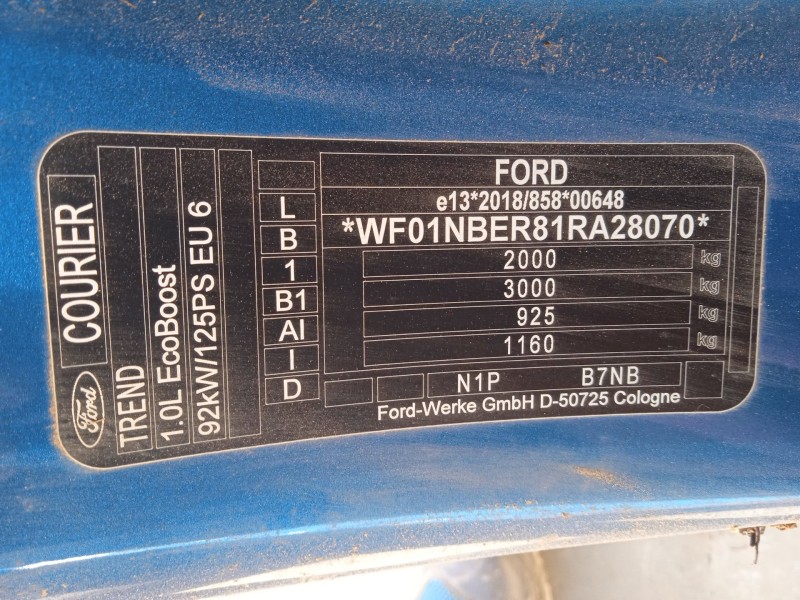 FORD
e13*2018/858*00648
*WF01NBER81RA28070*
2000 kg
3000 kg
925 kg
1160 kg
N1P B7NB
Ford-Werke GmbH D-50725 Cologne
L
B
1
B1
AI
I
D
COURIER
Ford
TREND
1.0L EcoBoost
92kW/125PS EU 6